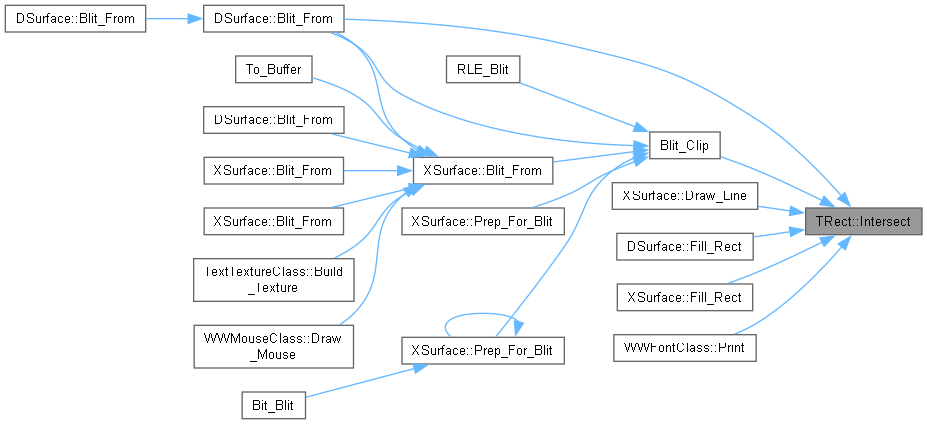 DSurface::Blit_From
DSurface::Blit_From
To_Buffer
RLE_Blit
DSurface::Blit_From
Blit_Clip
XSurface::Blit_From
XSurface::Blit_From
XSurface::Draw_Line
XSurface::Blit_From
XSurface::Prep_For_Blit
TRect::Intersect
DSurface::Fill_Rect
TextTextureClass::Build
_Texture
XSurface::Fill_Rect
WWMouseClass::Draw
_Mouse
XSurface::Prep_For_Blit
WWFontClass::Print
Bit_Blit